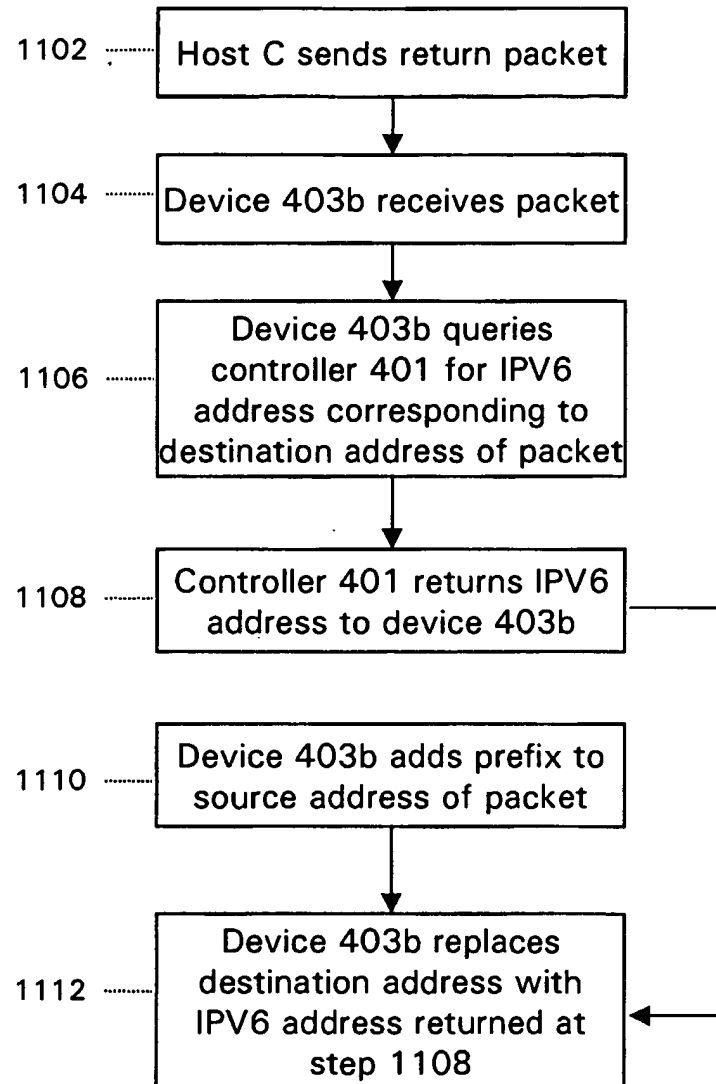 1102
Host C sends return packet
1104
Device 403b receives packet
1106
Device 403b queries
controller 401 for IPV6
address corresponding to
destination address of packet
1108
Controller 401 returns IPV6
address to device 403b
1110
Device 403b adds prefix to
source address of packet
1112
Device 403b replaces
destination address with
IPV6 address returned at
step 1108